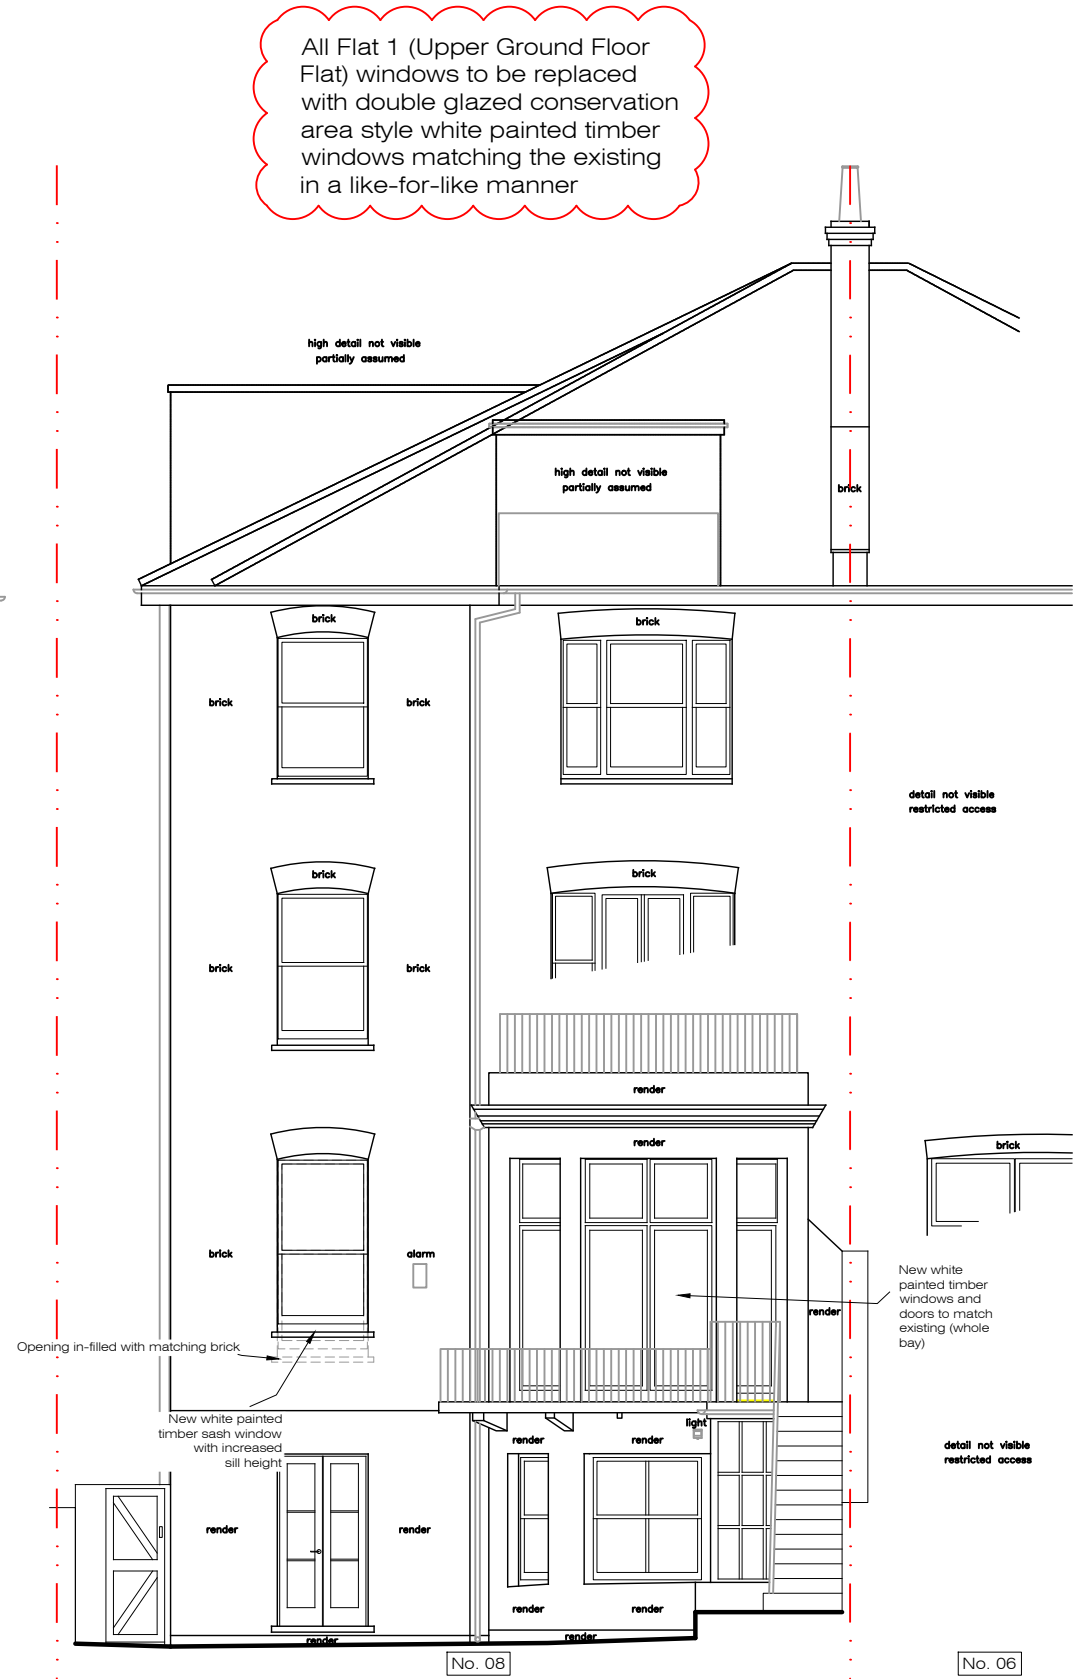 All Flat 1 (Upper Ground Floor
Flat) windows to be replaced
with double glazed conservation
area style white painted timber
windows matching the existing
in a like-for-like manner
high detail not visible
partially assumed
high detail not visible
partially assumed
brick
brick
brick
brick
brick
detail not visible
restricted access
brick
brick
brick
brick
render
render
brick
brick
alarm
New white
painted timber
windows and
doors to match
existing (whole
bay)
render
Opening in-filled with matching brick
New white painted
timber sash window
with increased
sill height
light
render
render
detail not visible
restricted access
render
render
render
render
render
render
No. 08
No. 06